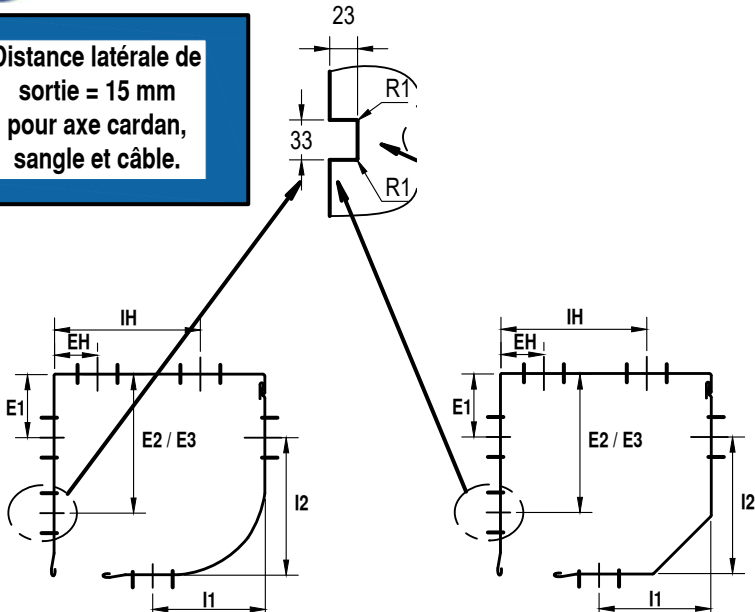 Distance latérale de
sortie = 15 mm
pour axe cardan,
sangle et câble.
23
R1
33
R1
IH
EH
E1
E2 / E3
I2
I1
IH
EH
E1
E2 / E3
I2
I1